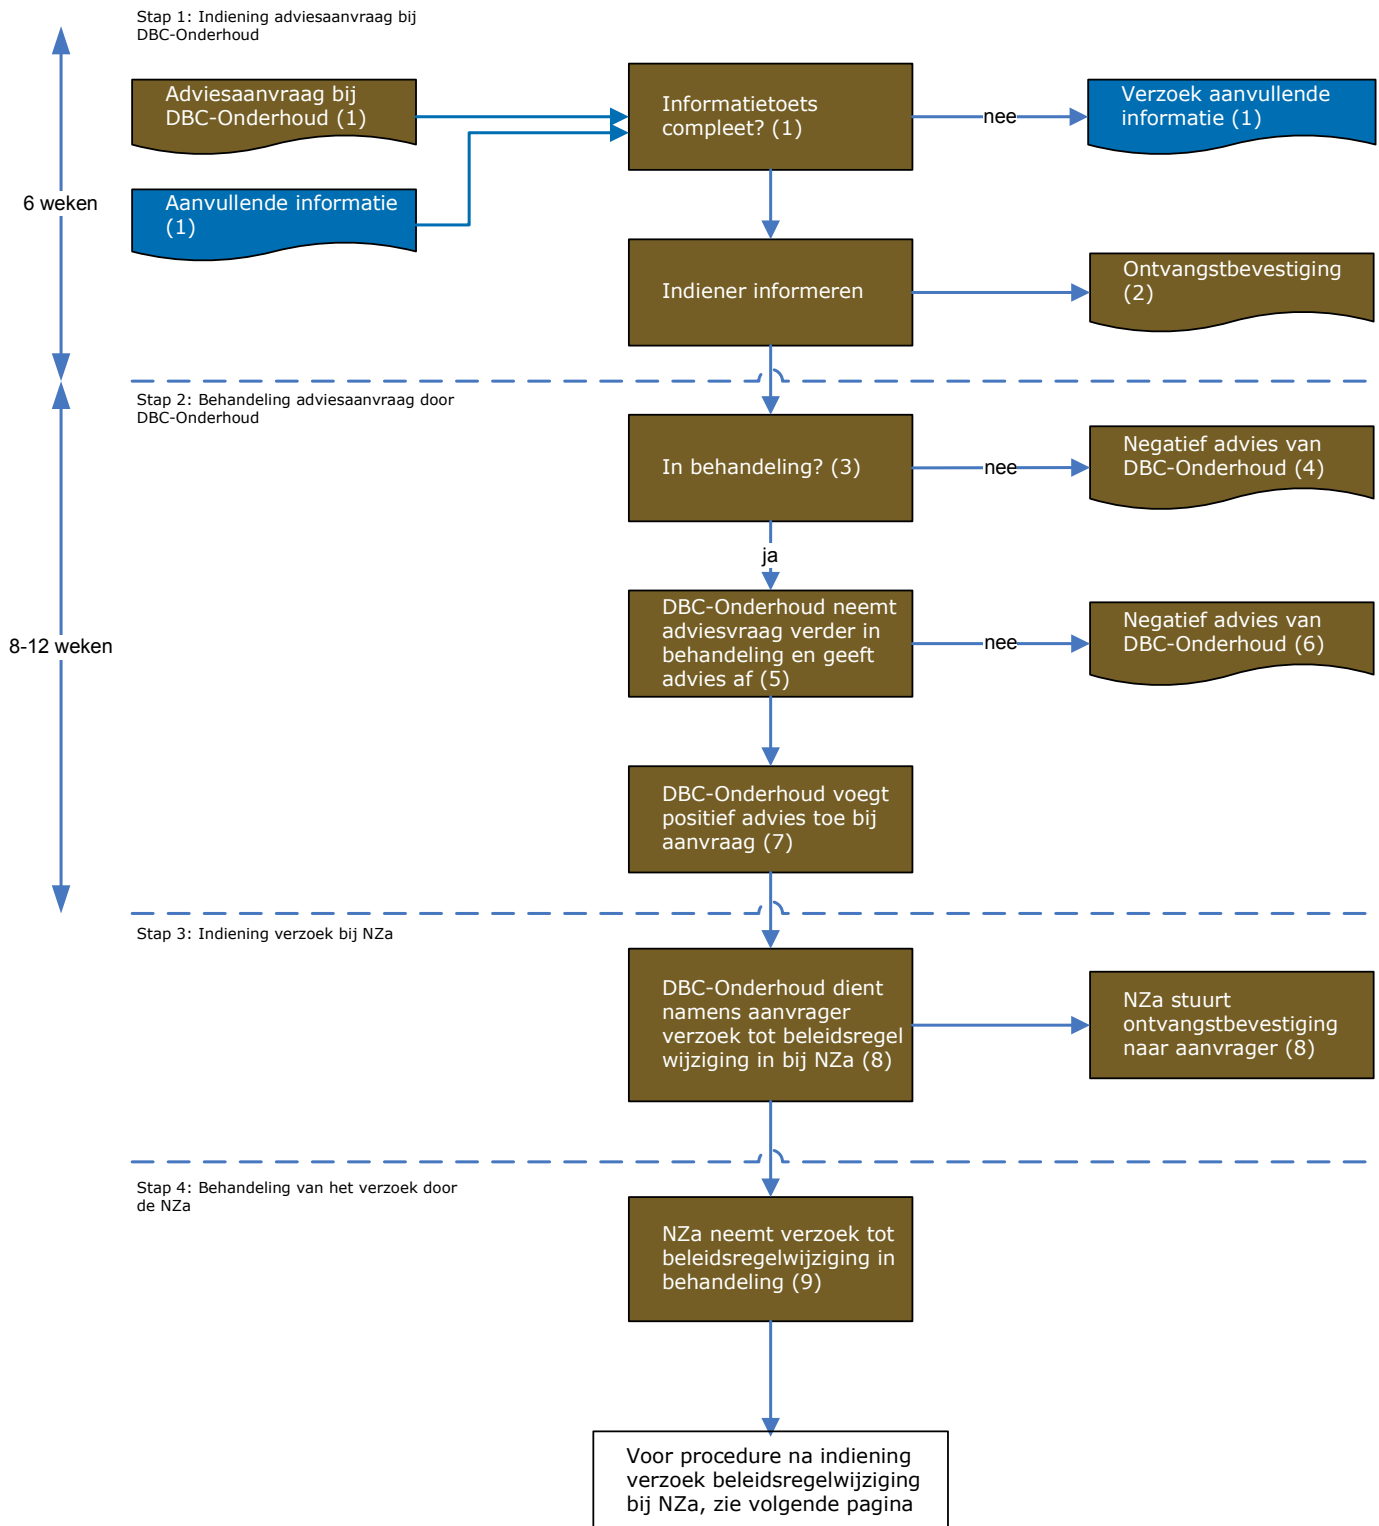 Stap 1: Indiening adviesaanvraag bij
DBC-Onderhoud
Adviesaanvraag bij
DBC-Onderhoud (1)
Informatietoets
compleet? (1)
nee
Verzoek aanvullende
informatie (1)
6 weken
Aanvullende informatie
(1)
Indiener informeren
Ontvangstbevestiging
(2)
Stap 2: Behandeling adviesaanvraag door
DBC-Onderhoud
In behandeling? (3)
nee
Negatief advies van
DBC-Onderhoud (4)
ja
8-12 weken
DBC-Onderhoud neemt
adviesvraag verder in
behandeling en geeft
advies af (5)
nee
Negatief advies van
DBC-Onderhoud (6)
DBC-Onderhoud voegt
positief advies toe bij
aanvraag (7)
Stap 3: Indiening verzoek bij NZa
DBC-Onderhoud dient
namens aanvrager
verzoek tot beleidsregel
wijziging in bij NZa (8)
NZa stuurt
ontvangstbevestiging
naar aanvrager (8)
Stap 4: Behandeling van het verzoek door
de NZa
NZa neemt verzoek tot
beleidsregelwijziging in
behandeling (9)
Voor procedure na indiening
verzoek beleidsregelwijziging
bij NZa, zie volgende pagina